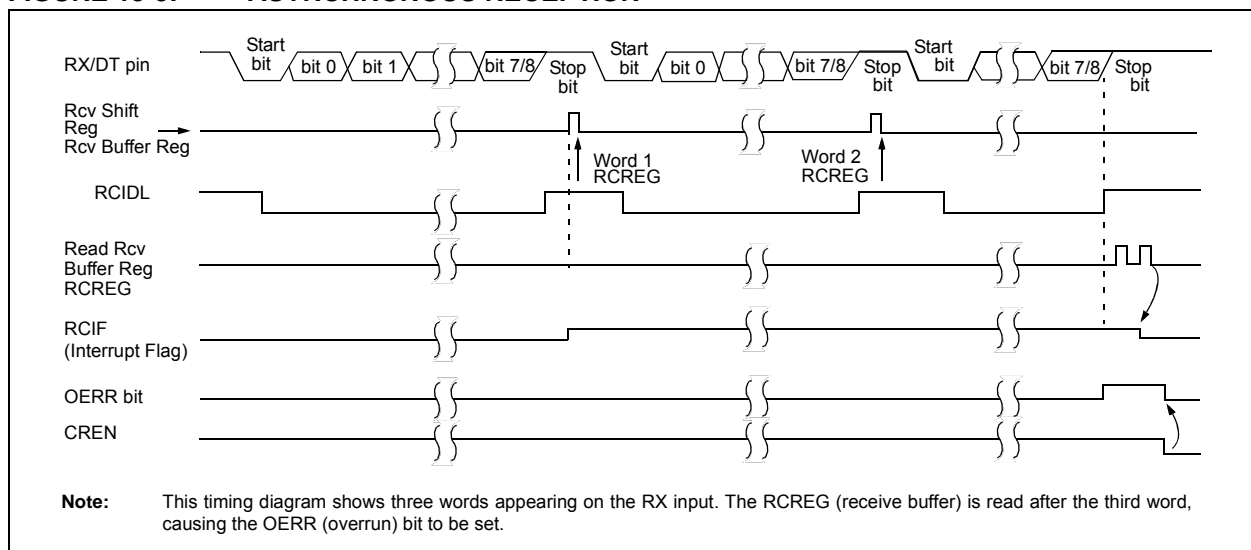 RX/DT pin
Start
bit
bit 0
bit 1
bit 7/8
Stop
bit
Start
bit
bit 0
bit 7/8
Stop
bit
Start
bit
bit 7/8
Stop
bit
Rcv Shift
Reg
Rcv Buffer Reg
Word 1
RCREG
Word 2
RCREG
RCIDL
Read Rcv
Buffer Reg
RCREG
RCIF
(Interrupt Flag)
OERR bit
CREN
Note: This timing diagram shows three words appearing on the RX input. The RCREG (receive buffer) is read after the third word,
causing the OERR (overrun) bit to be set.